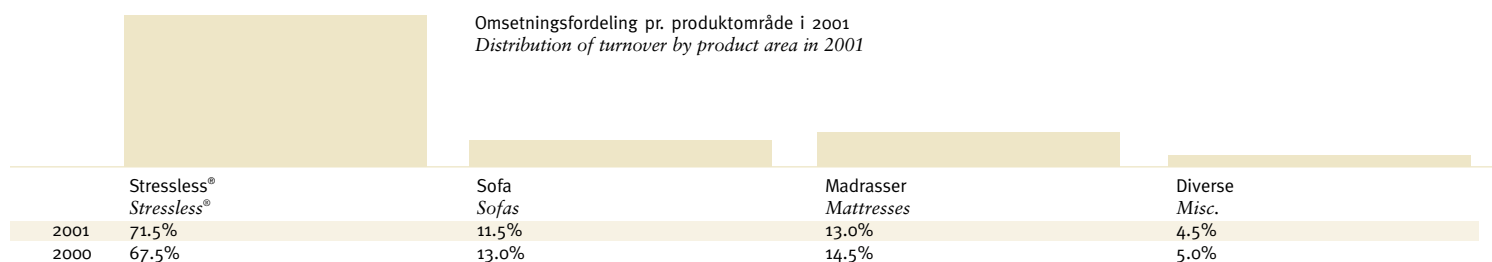 Omsetningsfordeling pr. produktområde i 2001
Distribution of turnover by product area in 2001
Stressless® Sofa Madrasser Diverse
Stressless® Sofas Mattresses Misc.
2001 71.5% 11.5% 13.0% 4.5%
2000 67.5% 13.0% 14.5% 5.0%